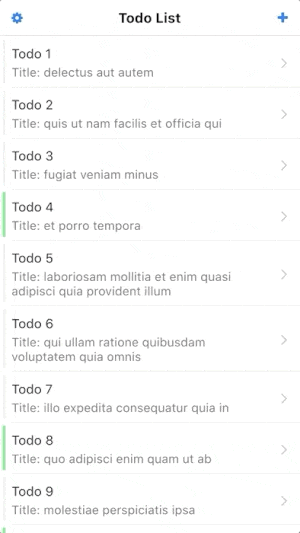 Todo List
Todo 1
Title: delectus aut autem
Todo 2
Title: quis ut nam facilis et officia qui
Todo 3
Title: fugiat veniam minus
Todo 4
Title: et porro tempora
Todo 5
Title: laboriosam mollitia et enim quasi
adipisci quia provident illum
Todo 6
Title: qui ullam ratione quibusdam
voluptatem quia omnis
Todo 7
Title: illo expedita consequatur quia in
Todo 8
Title: quo adipisci enim quam ut ab
Todo 9
Title: molestiae perspiciatis ipsa